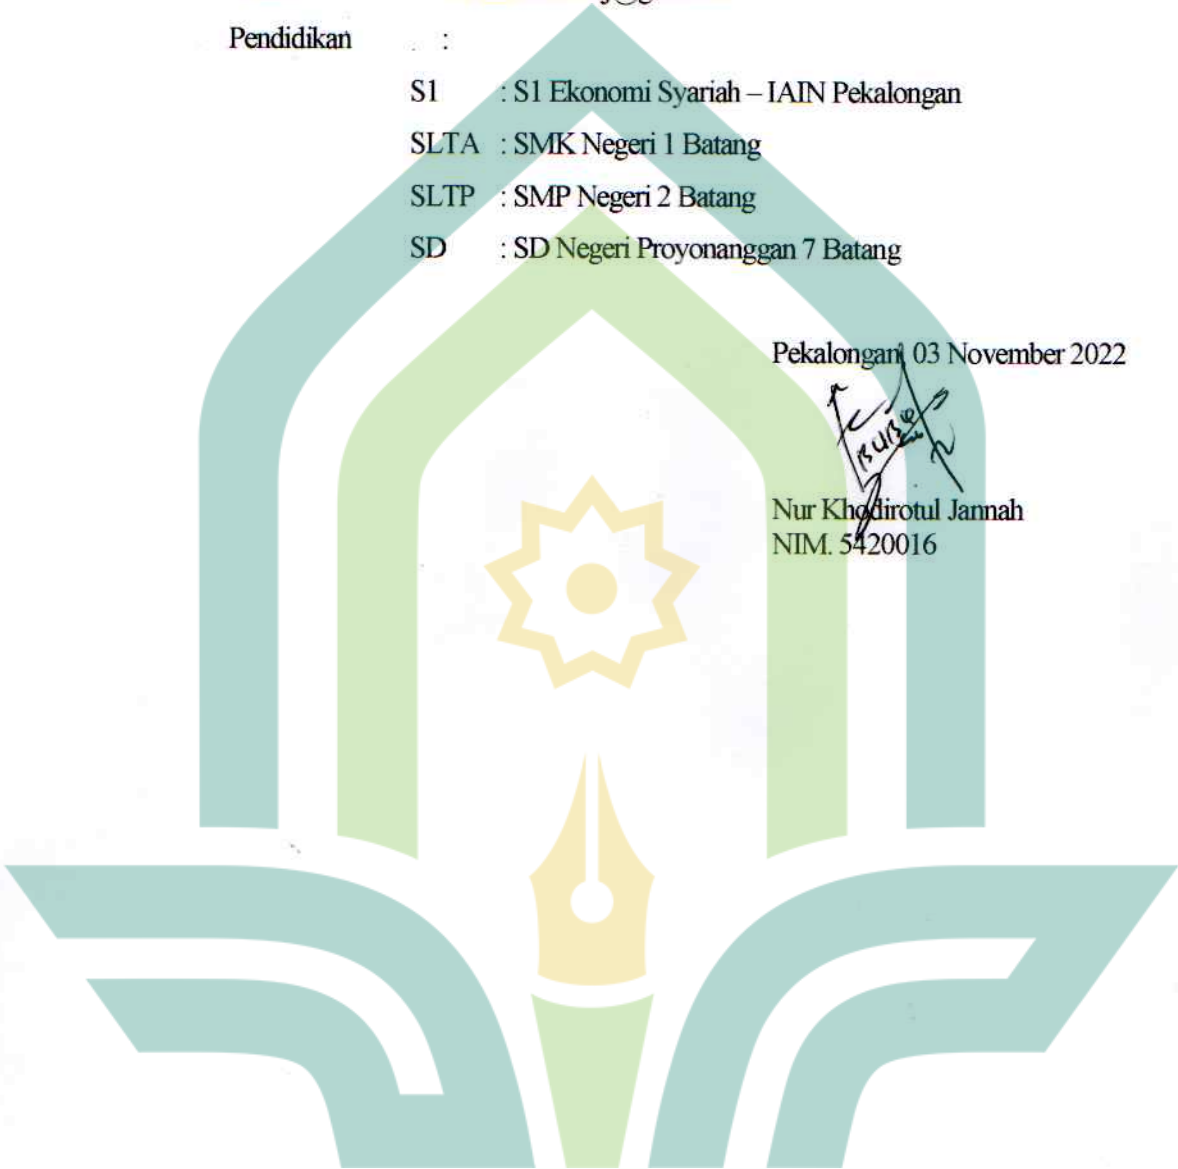 Pendidikan :
S1 : S1 Ekonomi Syariah – IAIN Pekalongan
SLTA : SMK Negeri 1 Batang
SLTP : SMP Negeri 2 Batang
SD : SD Negeri Proyonanggan 7 Batang
Pekalongan, 03 November 2022
Nur Khodirotul Jannah
NIM. 5420016